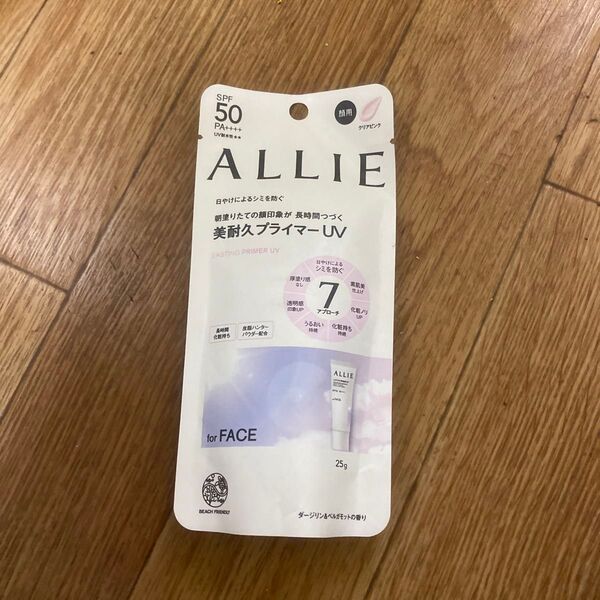 SPF
50
PA++++
UV耐水性★★
顔用
クリアピンク
ALLIE
日やけによるシミを防ぐ
朝塗りたての顔印象が 長時間つづく
美耐久プライマーUV
LASTING PRIMER UV
日やけによる
シミを防ぐ
素肌美
仕上げ
化粧ノリ
UP
化粧持ち
持続
うるおい
持続
透明感
印象UP
厚塗り感
なし
7
アプローチ
長時間
化粧持ち
皮脂ハンター
パウダー配合
ALLIE
for FACE
25g
BEACH FRIENDLY
ダージリン&ベルガモットの香り